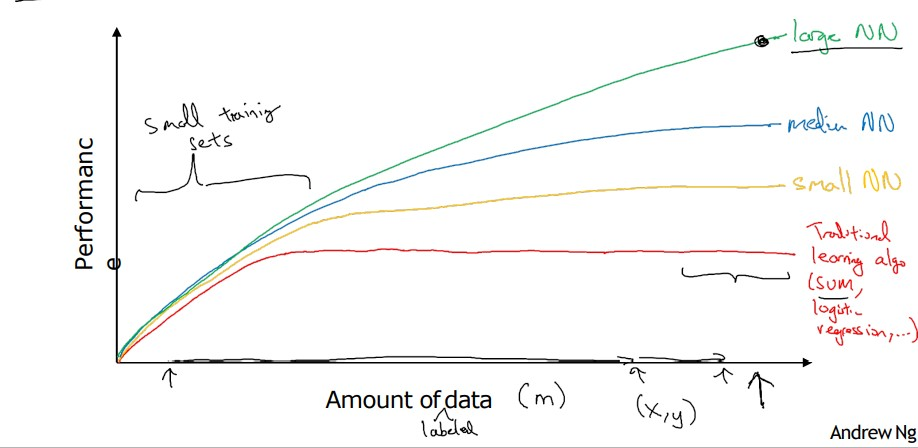 large NN
small training
sets
medium NN
small NN
Traditional
learning algo
(SVM,
logistic
regression,...)
Performanc
e
Amount of data (m)
labeled
(x,y)
Andrew Ng